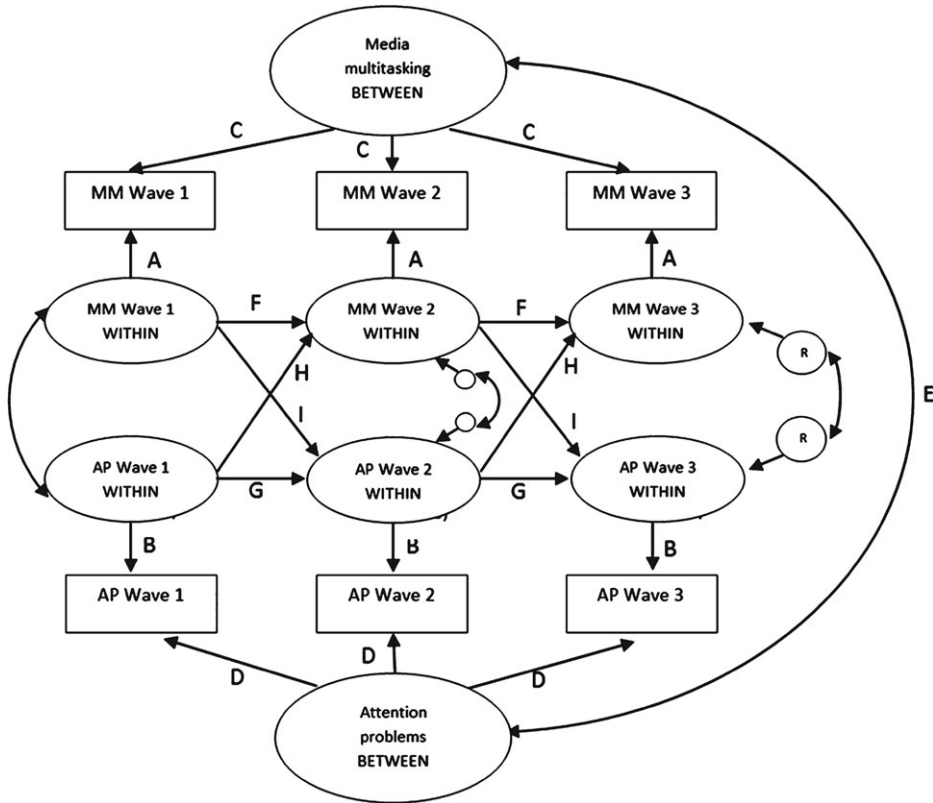 Media
multitasking
BETWEEN
C
C
C
MM Wave 1
MM Wave 2
MM Wave 3
A
A
A
MM Wave 1
WITHIN
F
MM Wave 2
WITHIN
F
MM Wave 3
WITHIN
R
H
H
E
I
I
R
AP Wave 1
WITHIN
G
AP Wave 2
WITHIN
G
AP Wave 3
WITHIN
B
B
B
AP Wave 1
AP Wave 2
AP Wave 3
D
D
D
Attention
problems
BETWEEN